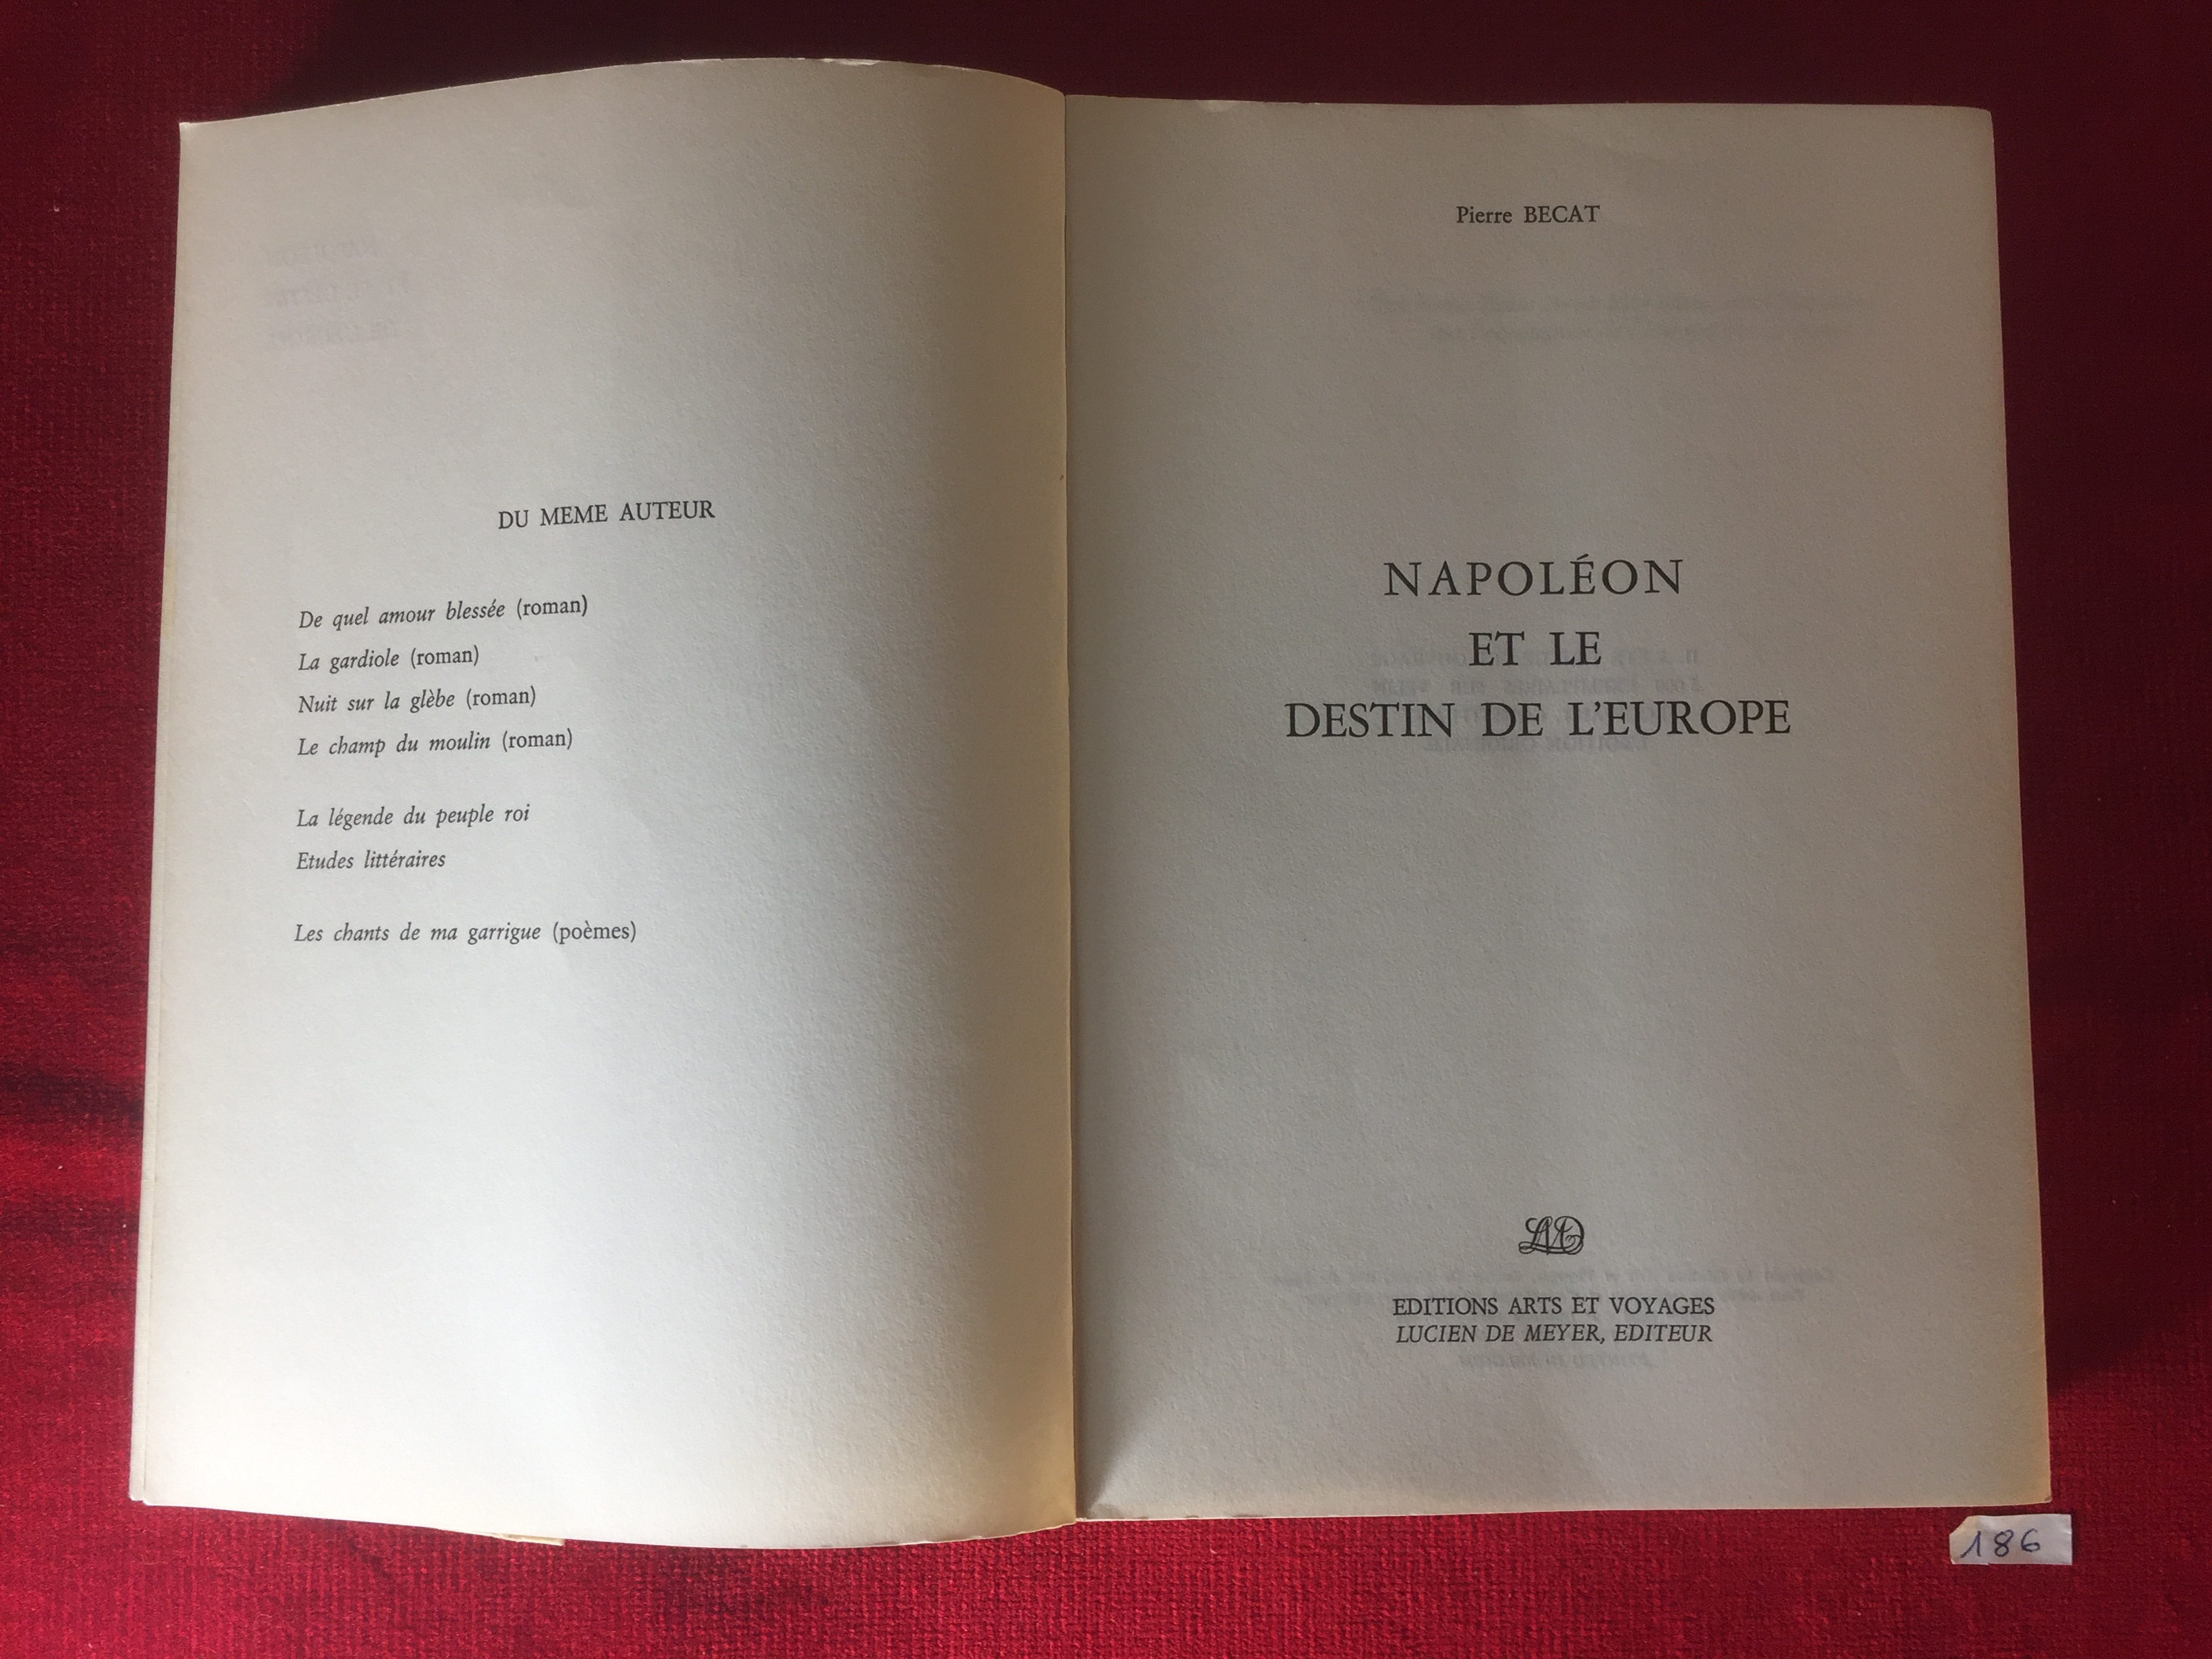 DU MEME AUTEUR
De quel amour blessée (roman)
La gardiole (roman)
Nuit sur la glèbe (roman)
Le champ du moulin (roman)
La légende du peuple roi
Etudes littéraires
Les chants de ma garrigue (poèmes)
Pierre BECAT
NAPOLÉON
ET LE
DESTIN DE L'EUROPE
EDITIONS ARTS ET VOYAGES
LUCIEN DE MEYER, EDITEUR
186